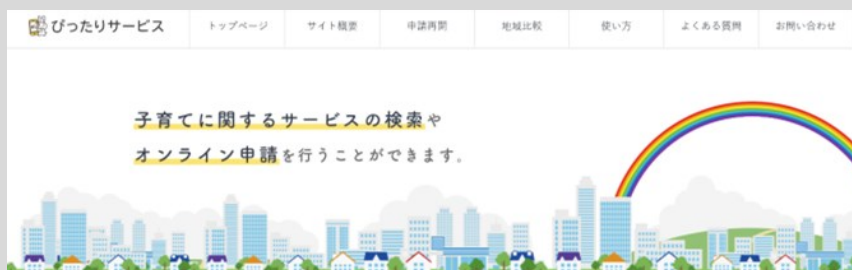 ぴったりサービス
トップページ
サイト概要
申請再開
地域比較
使い方
よくある質問
お問い合わせ
子育てに関するサービスの検索や
オンライン申請を行うことができます。